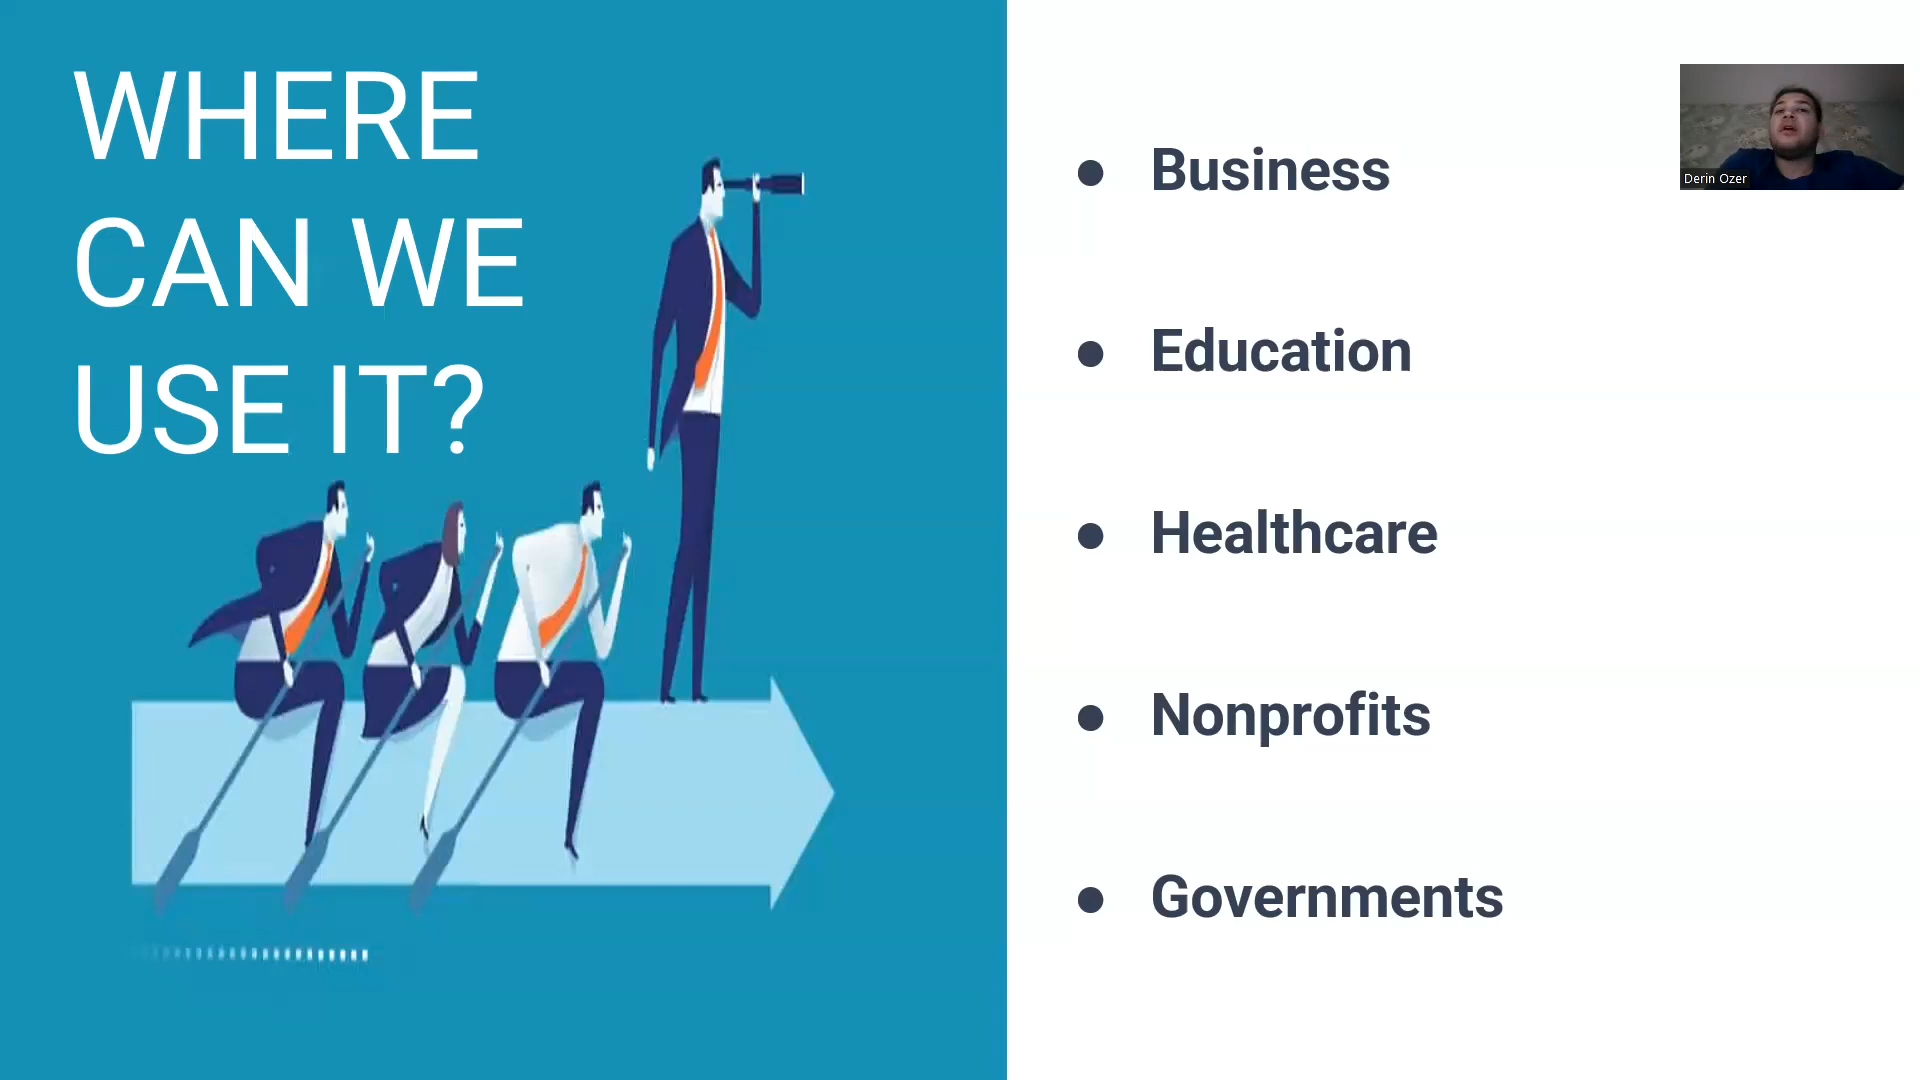 WHERE
CAN WE
USE IT?
● Business
● Education
● Healthcare
● Nonprofits
● Governments
Derin Ozer